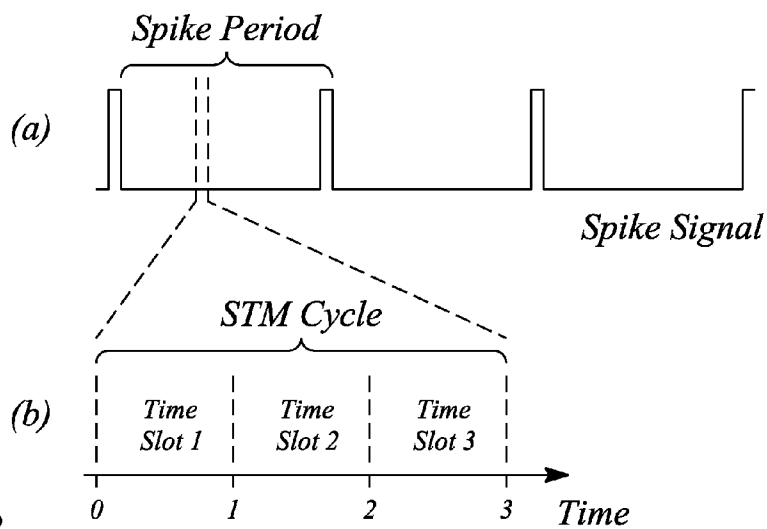 Spike Period
(a)
Spike Signal
STM Cycle
(b)
Time Slot 1
Time Slot 2
Time Slot 3
0 1 2 3 Time